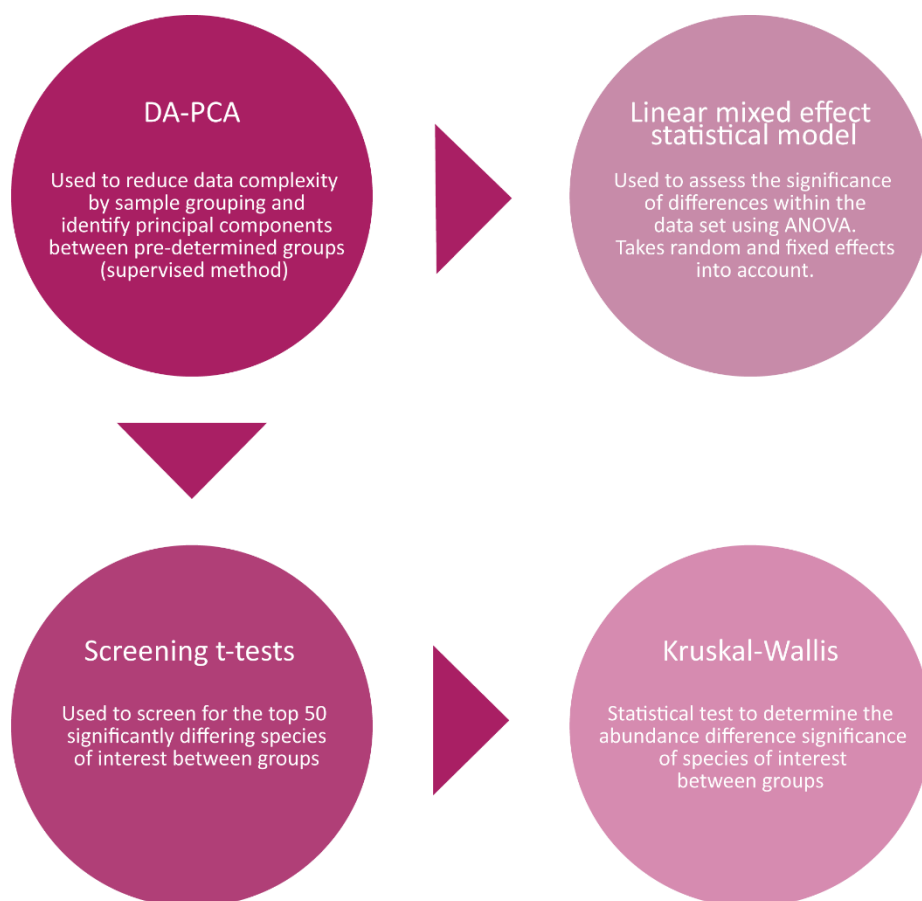 DA-PCA
Used to reduce data complexity
by sample grouping and
identify principal components
between pre-determined groups
(supervised method)
Linear mixed effect
statistical model
Used to assess the significance
of differences within the
data set using ANOVA.
Takes random and fixed effects
into account.
Screening t-tests
Used to screen for the top 50
significantly differing species
of interest between groups
Kruskal-Wallis
Statistical test to determine the
abundance difference significance
of species of interest
between groups